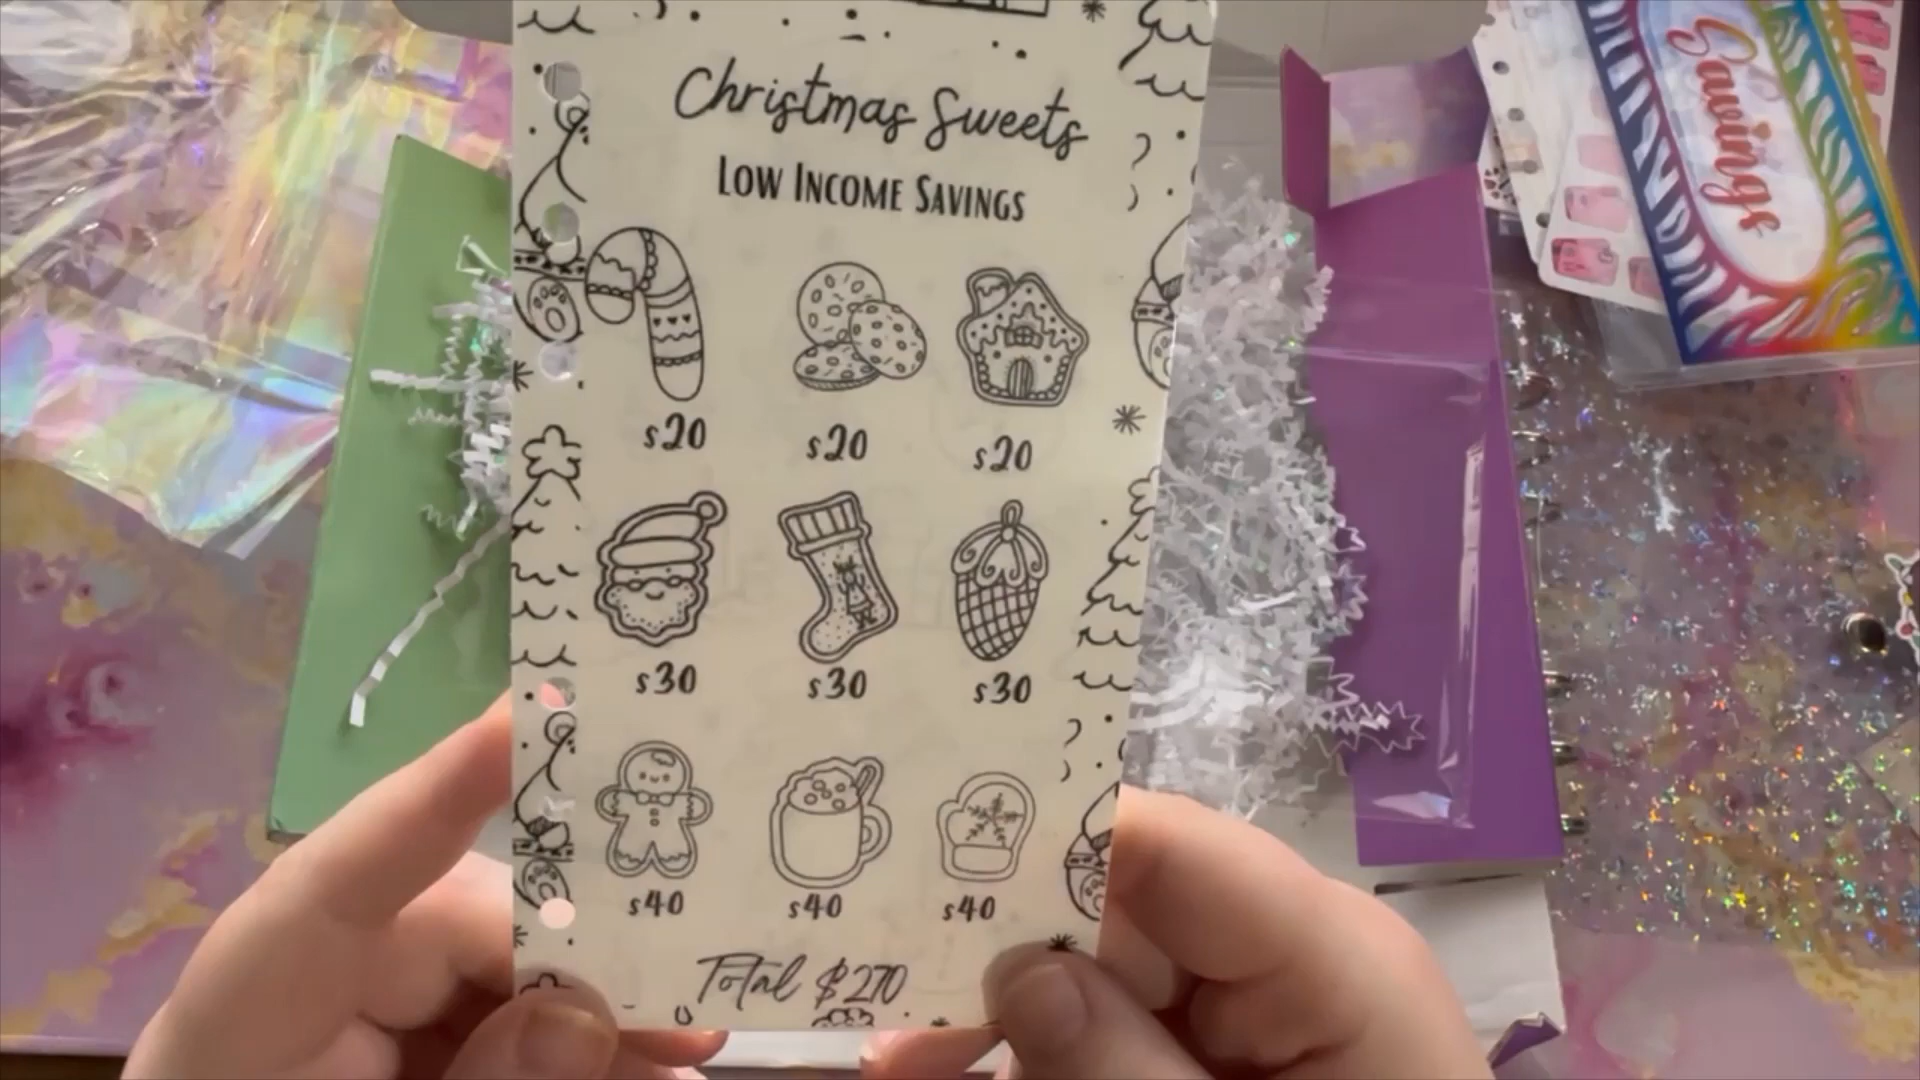 Christmas Sweets
Low Income Savings
$20 $20 $20
$30 $30 $30
$40 $40 $40
Total $270
Savings